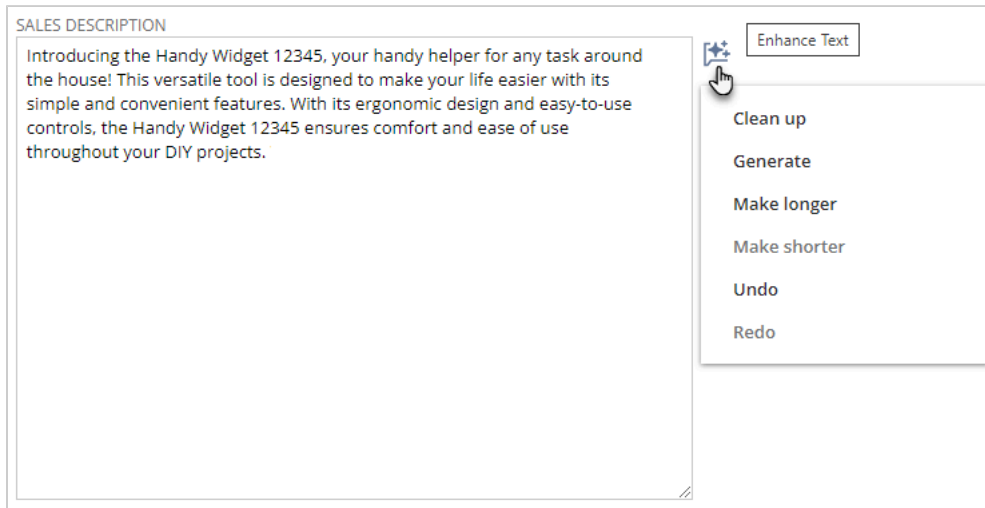 SALES DESCRIPTION
Introducing the Handy Widget 12345, your handy helper for any task around
the house! This versatile tool is designed to make your life easier with its
simple and convenient features. With its ergonomic design and easy-to-use
controls, the Handy Widget 12345 ensures comfort and ease of use
throughout your DIY projects.
Enhance Text
Clean up
Generate
Make longer
Make shorter
Undo
Redo